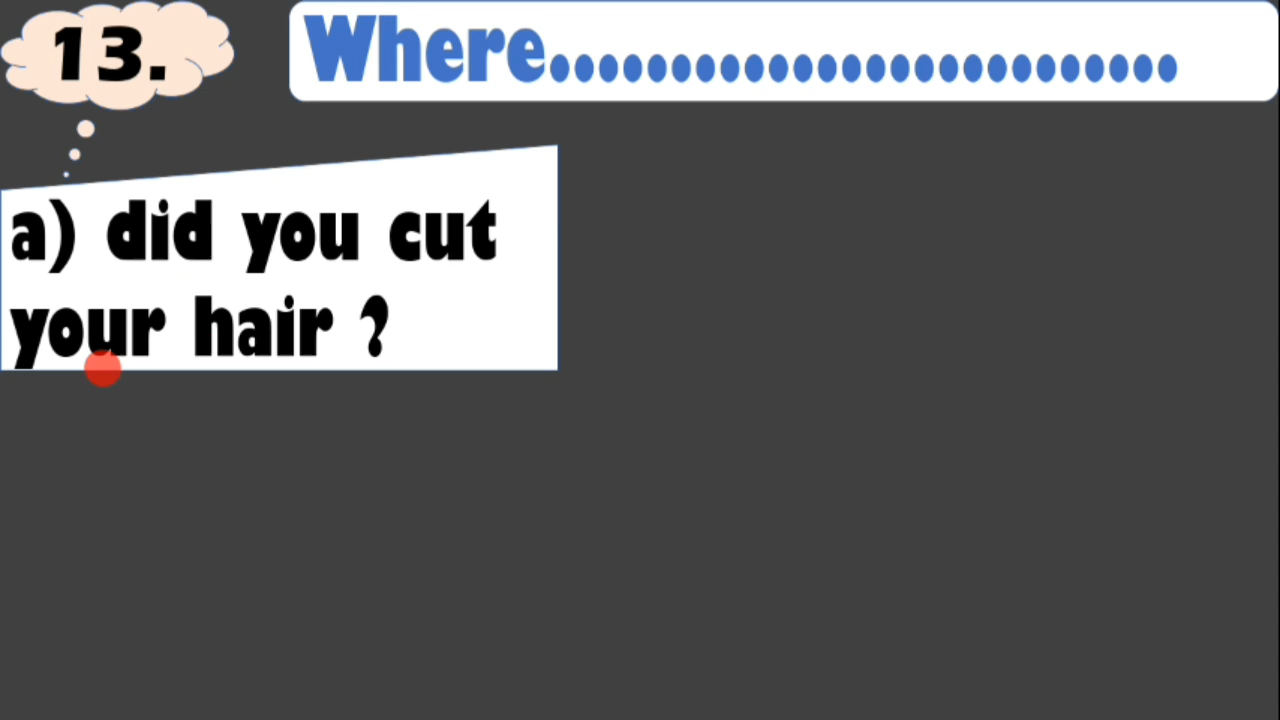 13.
Where..........................
a) did you cut
your hair ?